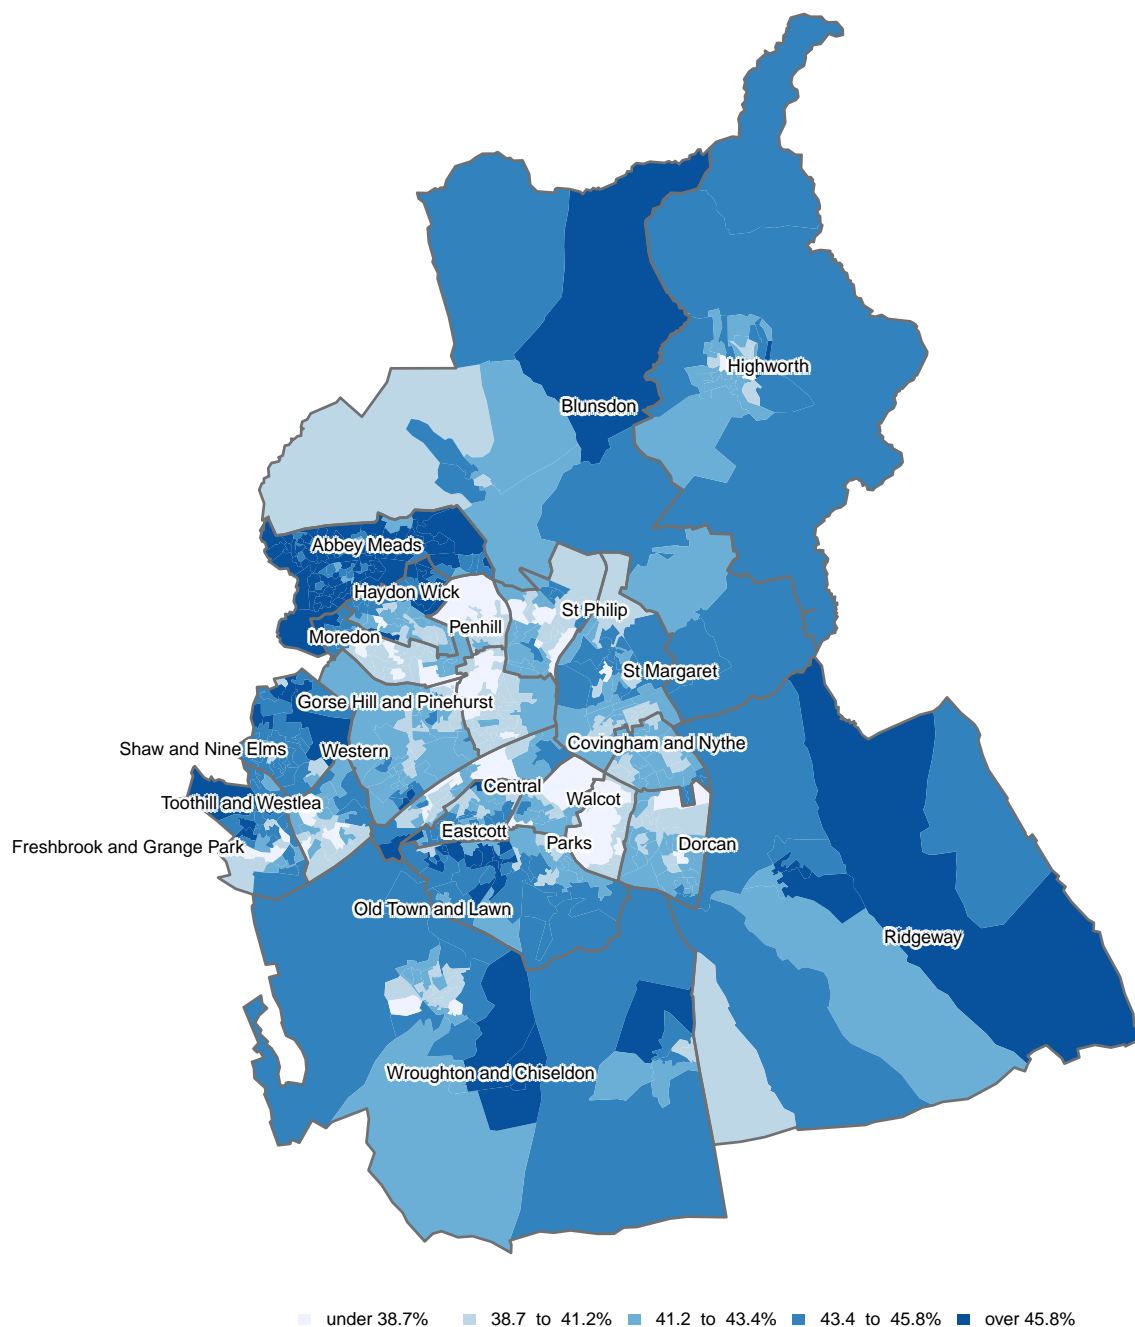 Highworth
Blunsdon
Abbey Meads
Haydon Wick
St Philip
Penhill
Moredon
St Margaret
Gorse Hill and Pinehurst
Covingham and Nythe
Shaw and Nine Elms
Western
Central
Walcot
Toothill and Westlea
Eastcott
Parks
Dorcan
Freshbrook and Grange Park
Old Town and Lawn
Ridgeway
Wroughton and Chiseldon
under 38.7% 38.7 to 41.2% 41.2 to 43.4% 43.4 to 45.8% over 45.8%